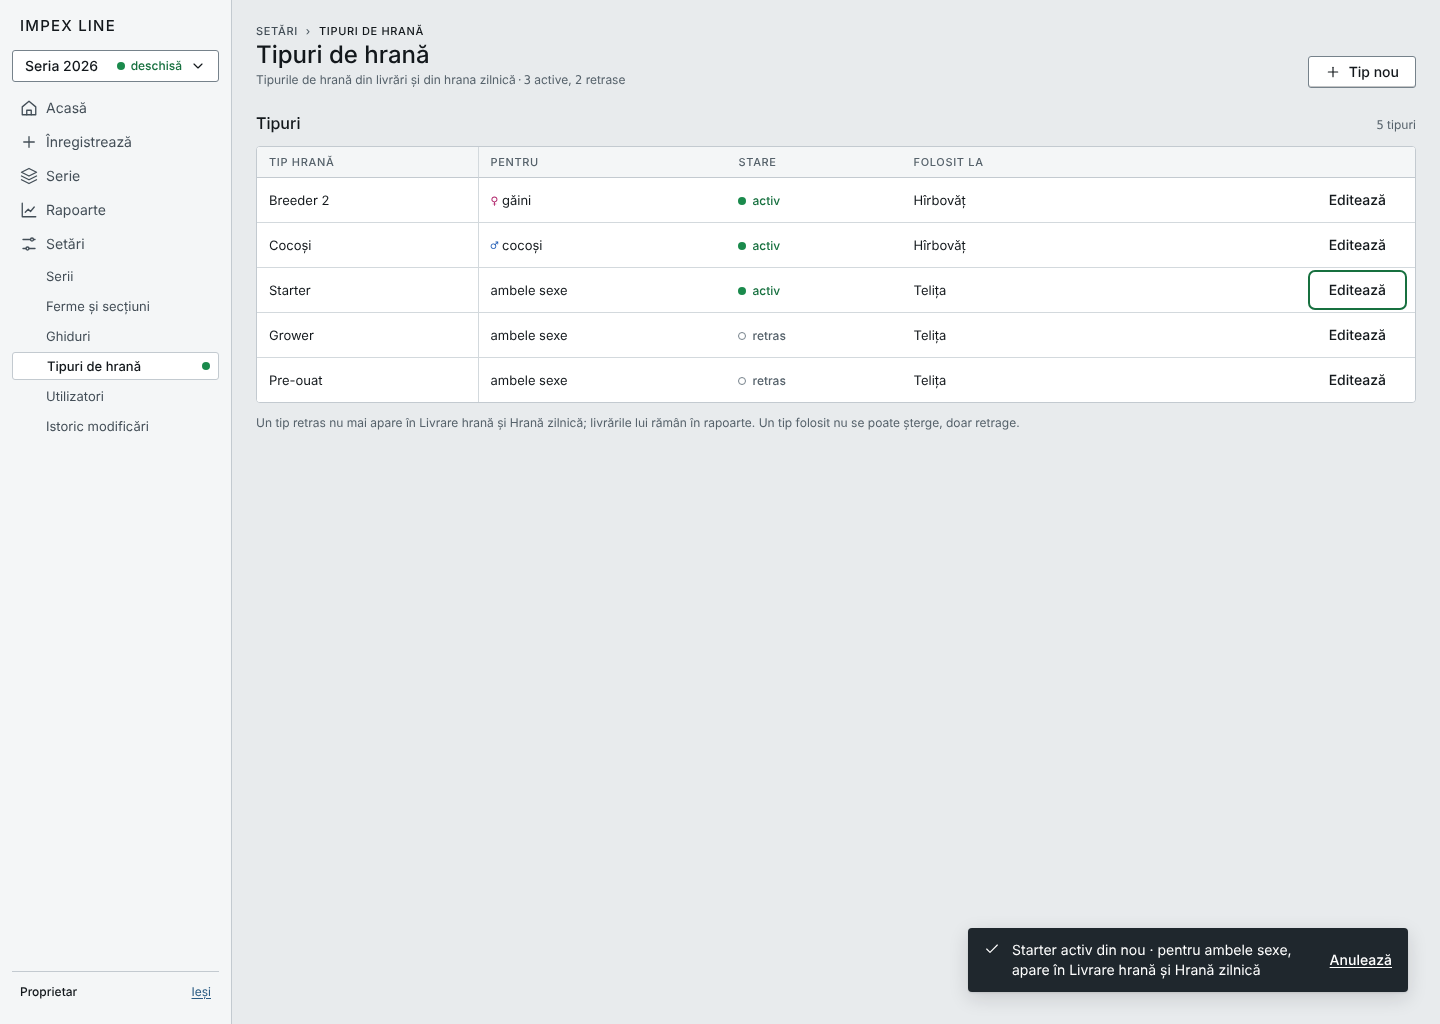 IMPEX LINE
Seria 2026 deschisă
Acasă
Înregistrează
Serie
Rapoarte
Setări
Serii
Ferme și secțiuni
Ghiduri
Tipuri de hrană
Utilizatori
Istoric modificări
Proprietar Ieși
SETĂRI › TIPURI DE HRANĂ
Tipuri de hrană
Tipurile de hrană din livrări și din hrana zilnică · 3 active, 2 retrase
Tip nou
Tipuri 5 tipuri
TIP HRANĂ PENTRU STARE FOLOSIT LA
Breeder 2 ♀ găini activ Hîrbovăț Editează
Cocoși ♂ cocoși activ Hîrbovăț Editează
Starter ambele sexe activ Telița Editează
Grower ambele sexe retras Telița Editează
Pre-ouat ambele sexe retras Telița Editează
Un tip retras nu mai apare în Livrare hrană și Hrană zilnică; livrările lui rămân în rapoarte. Un tip folosit nu se poate șterge, doar retrage.
Starter activ din nou · pentru ambele sexe,
apare în Livrare hrană și Hrană zilnică
Anulează